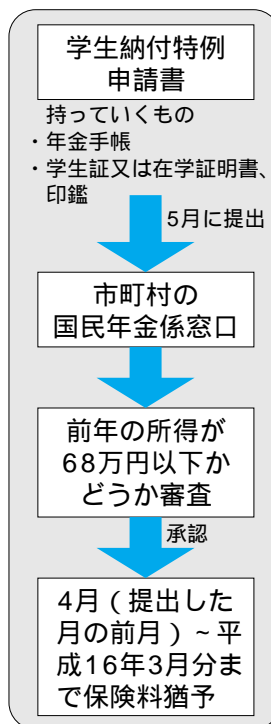 学生納付特例
申請書
持っていくもの
・年金手帳
・学生証又は在学証明書、
印鑑
5月に提出
市町村の
国民年金係窓口
前年の所得が
68万円以下か
どうか審査
承認
4月（提出した
月の前月）～平
成16年3月分ま
で保険料猶予